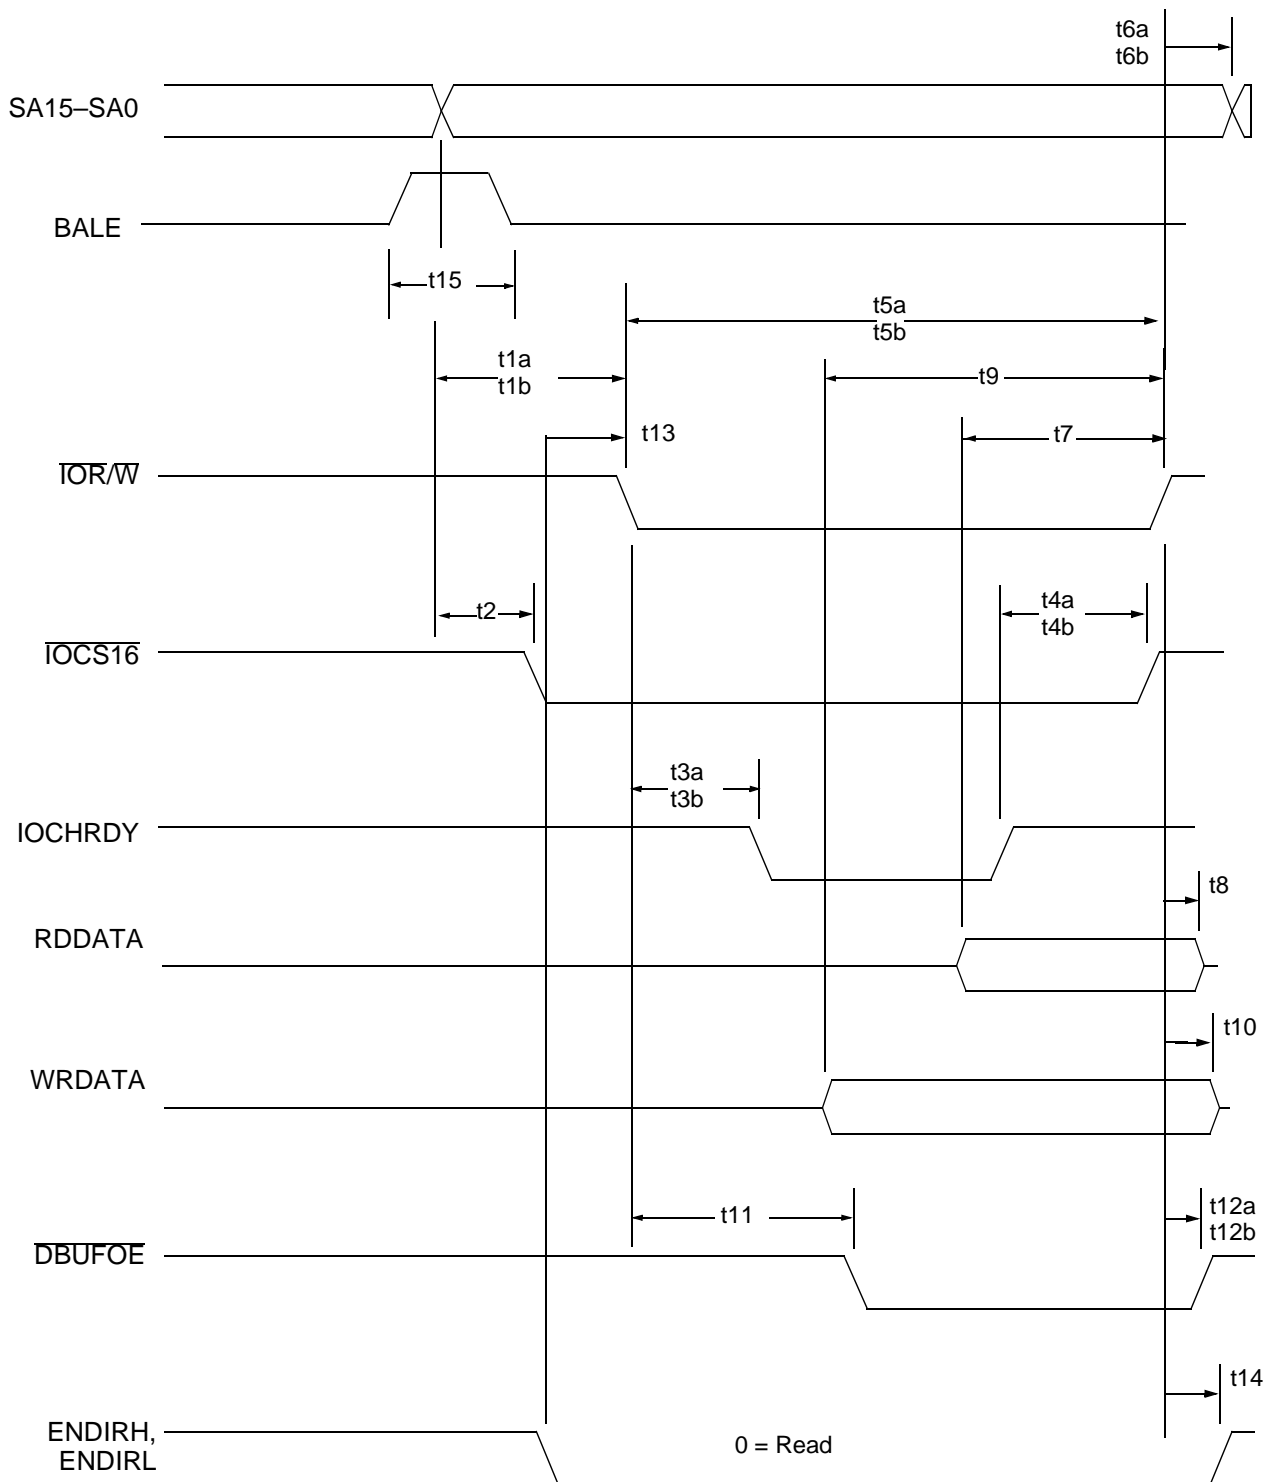 t6a
t6b
SA15–SA0
BALE
t15
t5a
t5b
t1a
t1b
t9
t13
t7
IOR/W
t4a
t4b
t2
IOCS16
t3a
t3b
IOCHRDY
t8
RDDATA
t10
WRDATA
t11
t12a
t12b
DBUFOE
t14
ENDIRH,
ENDIRL
0 = Read